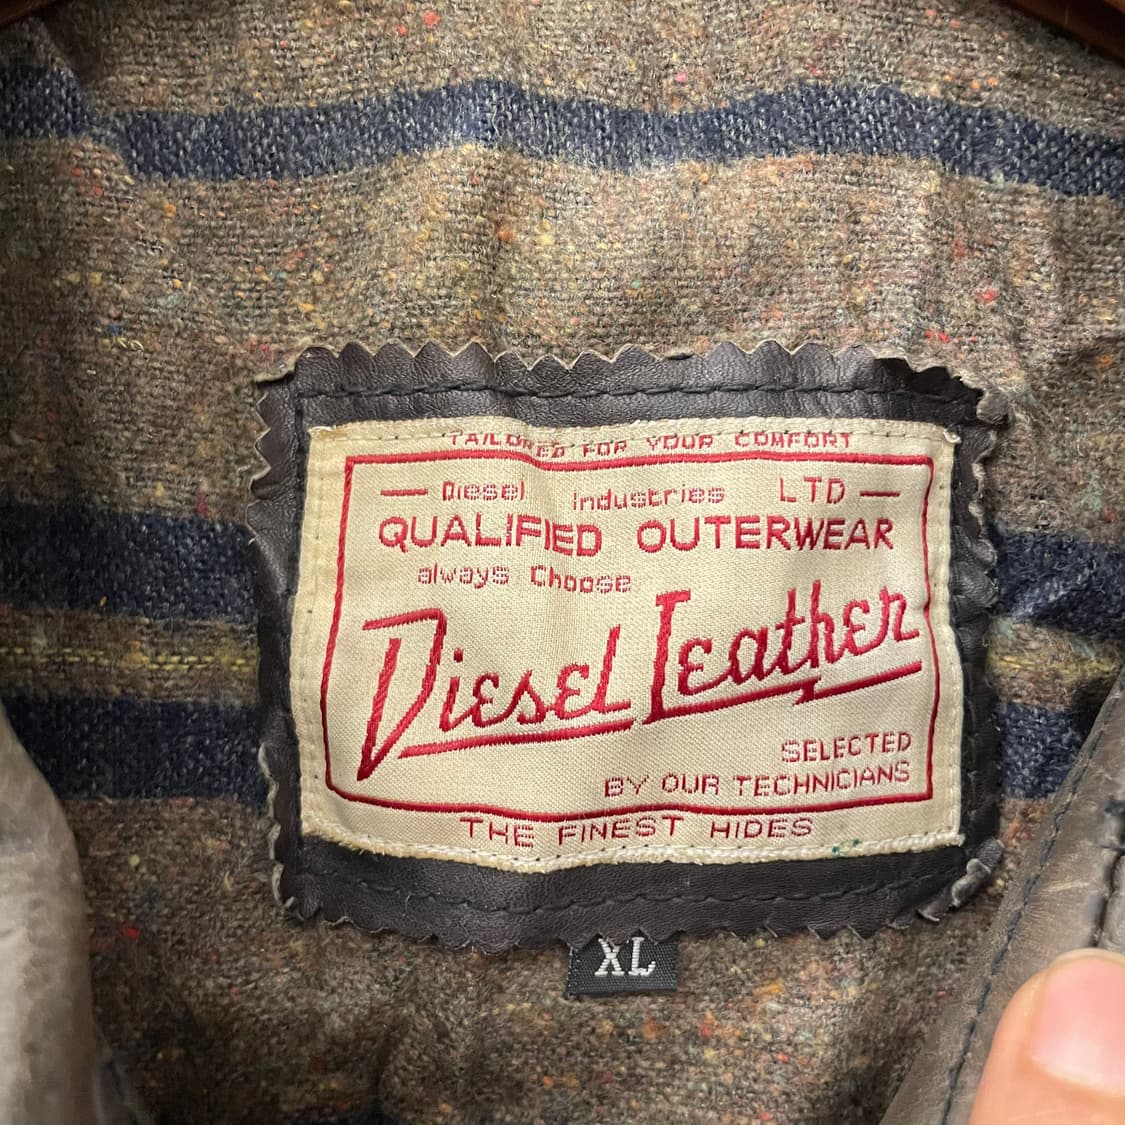 TAILORED FOR YOUR COMFORT
Diesel industries LTD
QUALIFIED OUTERWEAR
always Choose
Diesel Leather
SELECTED
BY OUR TECHNICIANS
THE FINEST HIDES
XL